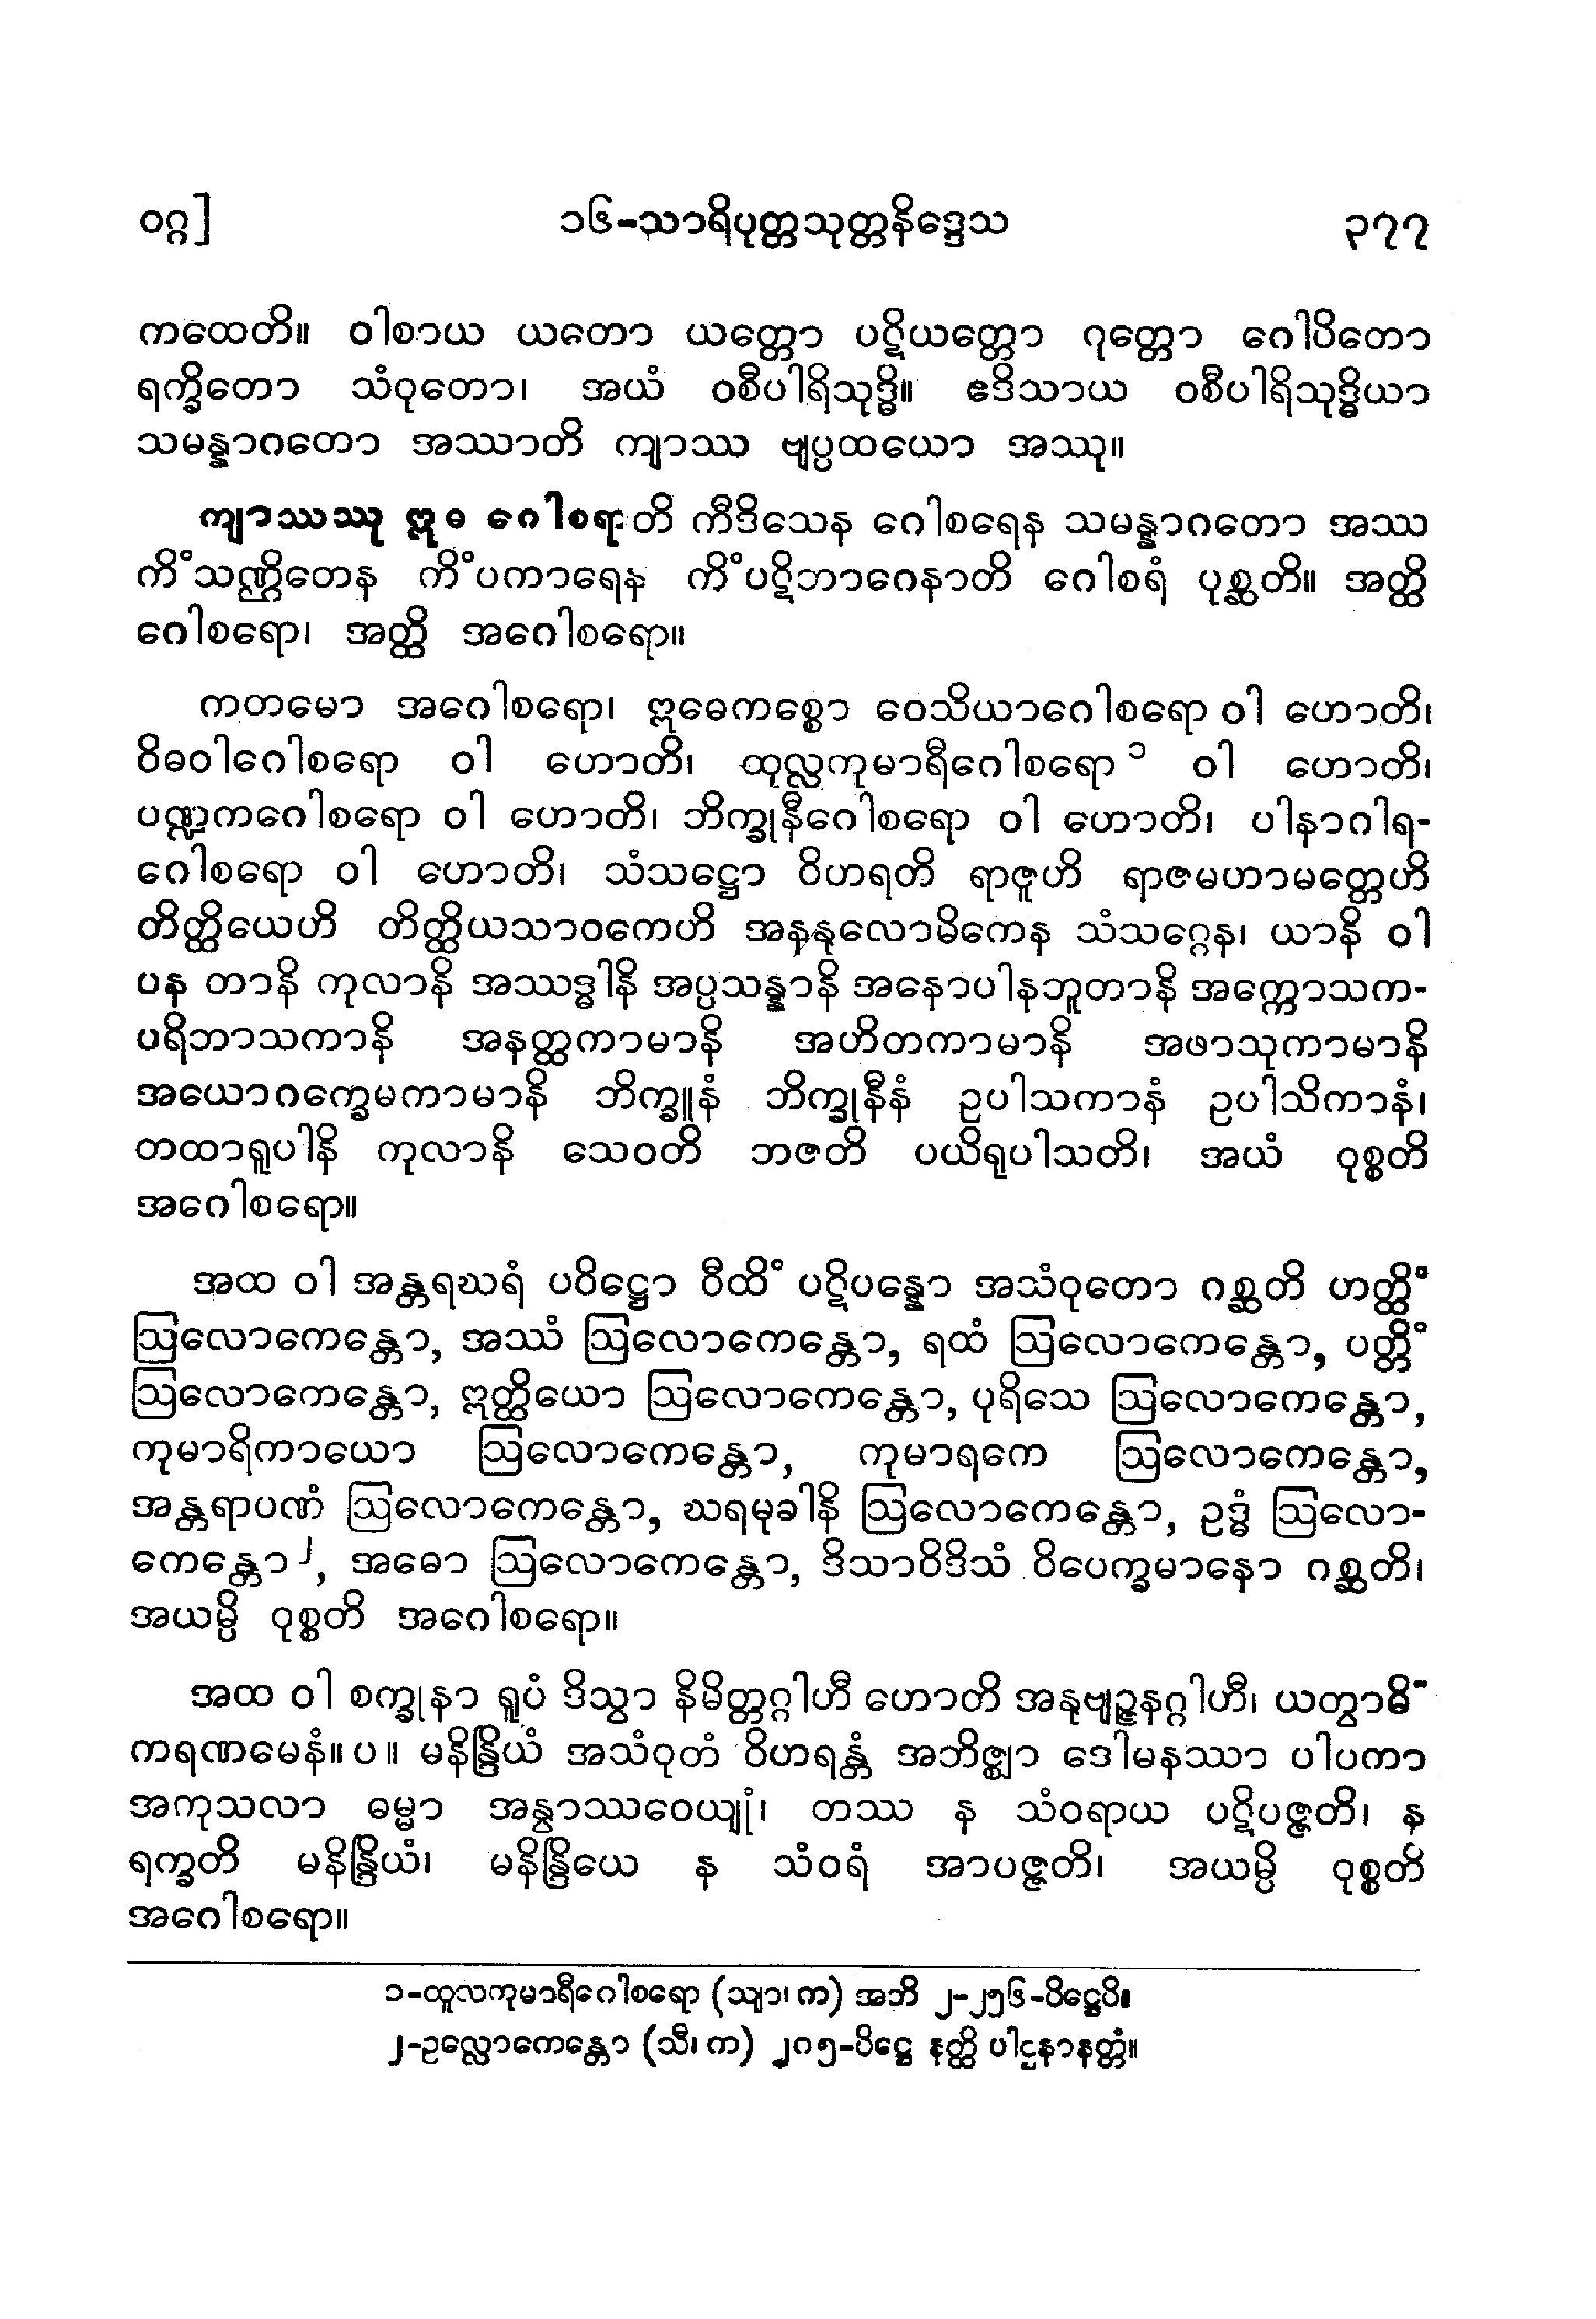 ဝဂ္ဂ]
၁၆-သာရိပုတ္တသုတ္တနိဒ္ဒေသ
၃၇၇
ကထေတိ။ ဝါစာယ ယတော ယတ္တော ပဋိယတ္တော ဂုတ္တော ဂေါပိတော
ရက္ခိတော သံဝုတော၊ အယံ ဝစီပါရိသုဒ္ဓိ။ ဧဒိသာယ ဝစီပါရိသုဒ္ဓိယာ
သမန္နာဂတော အဿာတိ ကျာဿ ဗျပ္ပထယော အဿု။
ကျာဿဿု ဣဓ ဂေါစရာတိ ကီဒိသေန ဂေါစရေန သမန္နာဂတော အဿ
ကိံသဏ္ဌိတေန ကိံပကာရေန ကိံပဋိဘာဂေနာတိ ဂေါစရံ ပုစ္ဆတိ။ အတ္ထိ
ဂေါစရော၊ အတ္ထိ အဂေါစရော။
ကတမော အဂေါစရော၊ ဣဓေကစ္စော ဝေသိယာဂေါစရော ဝါ ဟောတိ၊
ဝိဓဝါဂေါစရော ဝါ ဟောတိ၊ ထုလ္လကုမာရီဂေါစရော ၁ ဝါ ဟောတိ၊
ပဏ္ဍကဂေါစရော ဝါ ဟောတိ၊ ဘိက္ခုနီဂေါစရော ဝါ ဟောတိ၊ ပါနာဂါရ-
ဂေါစရော ဝါ ဟောတိ၊ သံသဋ္ဌော ဝိဟရတိ ရာဇူဟိ ရာဇမဟာမတ္တေဟိ
တိတ္ထိယေဟိ တိတ္ထိယသာဝကေဟိ အနနုလောမိကေန သံသဂ္ဂေန၊ ယာနိ ဝါ
ပန တာနိ ကုလာနိ အဿဒ္ဓါနိ အပ္ပသန္နာနိ အနောပါနဘူတာနိ အက္ကောသက-
ပရိဘာသကာနိ အနတ္ထကာမာနိ အဟိတကာမာနိ အဖာသုကာမာနိ
အယောဂက္ခေမကာမာနိ ဘိက္ခူနံ ဘိက္ခုနီနံ ဥပါသကာနံ ဥပါသိကာနံ၊
တထာရူပါနိ ကုလာနိ သေဝတိ ဘဇတိ ပယိရုပါသတိ၊ အယံ ဝုစ္စတိ
အဂေါစရော။
အထ ဝါ အန္တရဃရံ ပဝိဋ္ဌော ဝီထိံ ပဋိပန္နော အသံဝုတော ဂစ္ဆတိ ဟတ္ထိံ
ဩလောကေန္တော, အဿံ ဩလောကေန္တော, ရထံ ဩလောကေန္တော, ပတ္တိံ
ဩလောကေန္တော, ဣတ္ထိယော ဩလောကေန္တော, ပုရိသေ ဩလောကေန္တော,
ကုမာရိကာယော ဩလောကေန္တော, ကုမာရကေ ဩလောကေန္တော,
အန္တရာပဏံ ဩလောကေန္တော, ဃရမုခါနိ ဩလောကေန္တော, ဥဒ္ဓံ ဩလော-
ကေန္တော ၂, အဓော ဩလောကေန္တော, ဒိသာဝိဒိသံ ဝိပေက္ခမာနော ဂစ္ဆတိ၊
အယမ္ပိ ဝုစ္စတိ အဂေါစရော။
အထ ဝါ စက္ခုနာ ရူပံ ဒိသွာ နိမိတ္တဂ္ဂါဟီ ဟောတိ အနုဗျဉ္ဇနဂ္ဂါဟီ၊ ယတွာဓိ-
ကရဏမေနံ။ပ။ မနိန္ဒြိယံ အသံဝုတံ ဝိဟရန္တံ အဘိဇ္ဈာ ဒေါမနဿာ ပါပကာ
အကုသလာ ဓမ္မာ အန္ဝာဿဝေယျုံ၊ တဿ န သံဝရာယ ပဋိပဇ္ဇတိ၊ န
ရက္ခတိ မနိန္ဒြိယံ၊ မနိန္ဒြိယေ န သံဝရံ အာပဇ္ဇတိ၊ အယမ္ပိ ဝုစ္စတိ
အဂေါစရော။
၁-ထူလကုမာရီဂေါစရော (သျာ၊ က) အဘိ ၂-၂၅၆-ပိဋ္ဌေပိ။
၂-ဥလ္လောကေန္တော (သီ၊ က) ၂၈၅-ပိဋ္ဌေ နတ္ထိ ပါဌနာနတ္တံ။